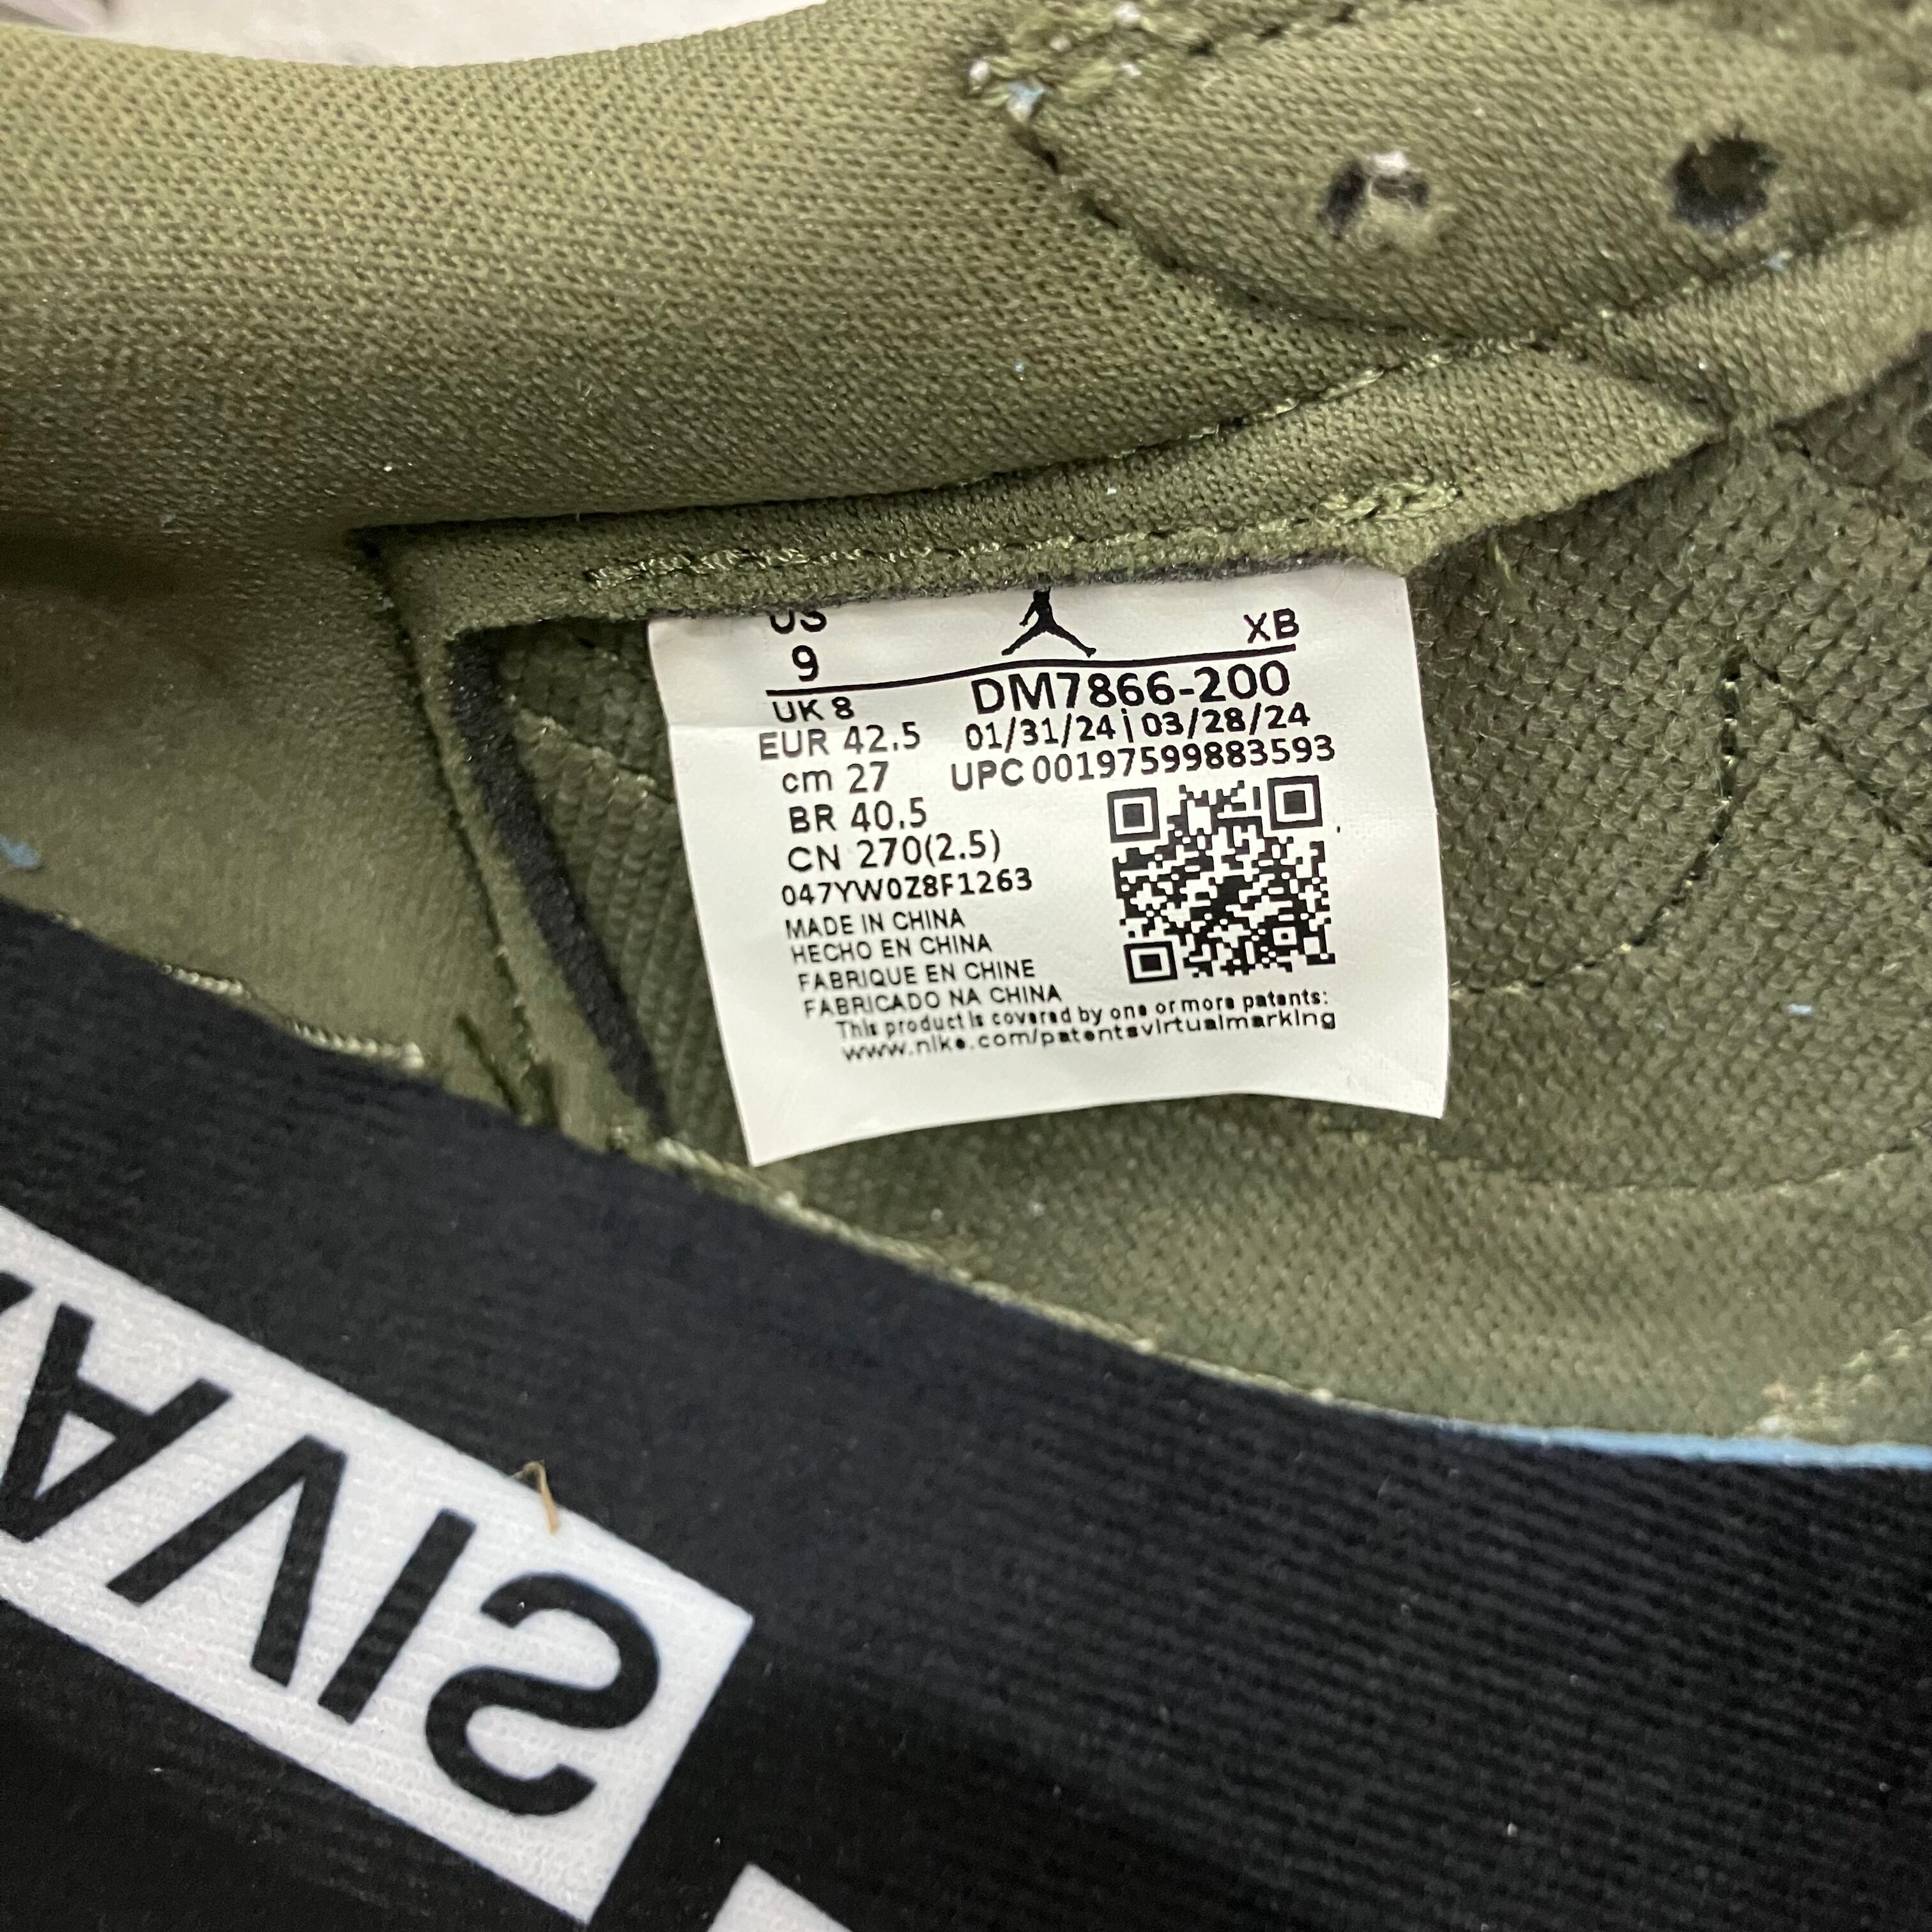 US
9
XB
DM7866-200
UK 8
01/31/24 | 03/28/24
EUR 42.5
UPC 00197599883593
cm 27
BR 40.5
CN 270(2.5)
047YW0Z8F1263
MADE IN CHINA
HECHO EN CHINA
FABRIQUE EN CHINE
FABRICADO NA CHINA
This product is covered by one or more patents:
www.nike.com/patentsvirtualmarking